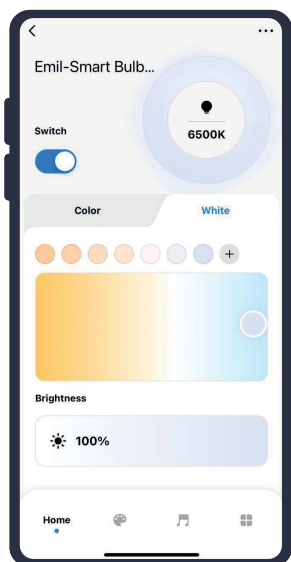 Emil-Smart Bulb...
6500K
Switch
Color
White
Brightness
100%
Home